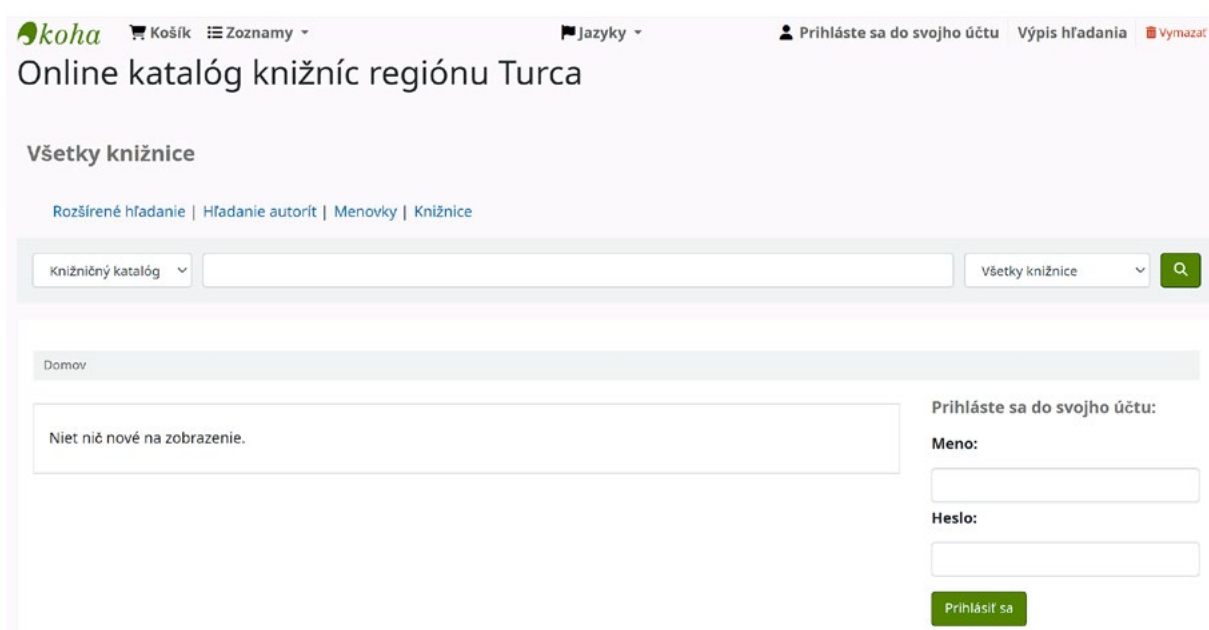 koha Košík Zoznamy Jazyky Prihláste sa do svojho účtu Výpis hľadania Vymazať
Online katalóg knižníc regiónu Turca
Všetky knižnice
Rozšírené hľadanie | Hľadanie autorít | Menovky | Knižnice
Knižničný katalóg Všetky knižnice
Domov
Niet nič nové na zobrazenie.
Prihláste sa do svojho účtu:
Meno:
Heslo:
Prihlásiť sa